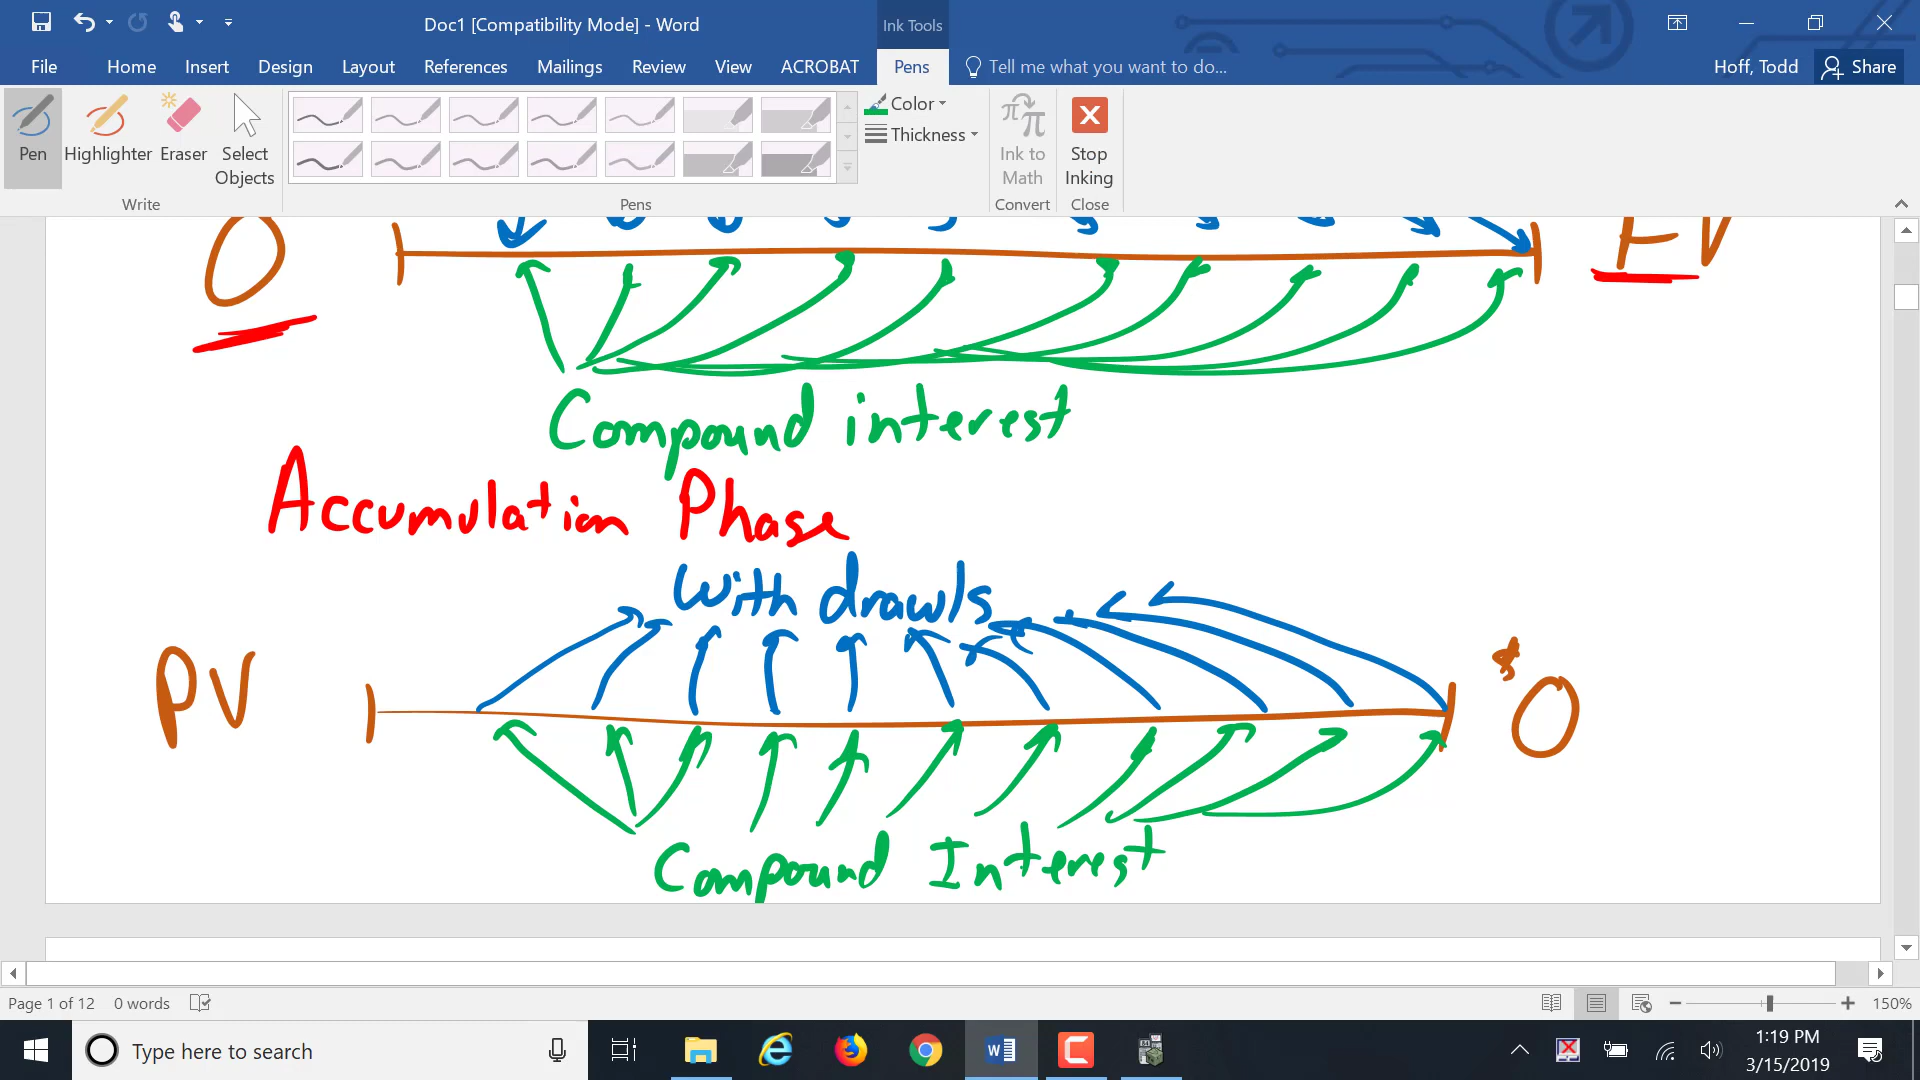 Doc1 [Compatibility Mode] - Word
Ink Tools
File Home Insert Design Layout References Mailings Review View ACROBAT Pens Tell me what you want to do... Hoff, Todd Share
Pen Highlighter Eraser Select Objects
Color
Thickness
Ink to Math
Stop Inking
Write Pens Convert Close
0 FV
Compound interest
Accumulation Phase
With drawls
PV $0
Compound Interest
Page 1 of 12 0 words 150%
Type here to search
1:19 PM
3/15/2019